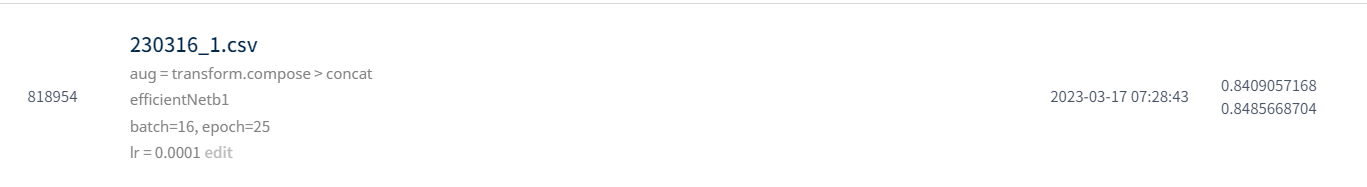 818954
230316_1.csv
aug = transform.compose > concat
efficientNetb1
batch=16, epoch=25
lr = 0.0001 edit
2023-03-17 07:28:43
0.8409057168
0.8485668704